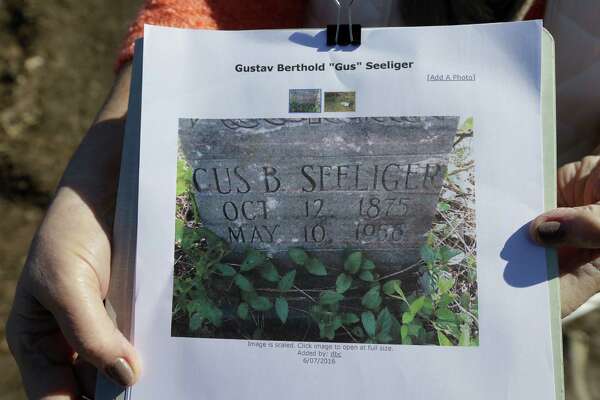 Gustav Berthold "Gus" Seeliger
[Add A Photo]
GUS B. SEELIGER
OCT 12, 1875
MAY 10, 1956
Image is scaled. Click image to open at full size.
Added by: dbc
6/07/2016